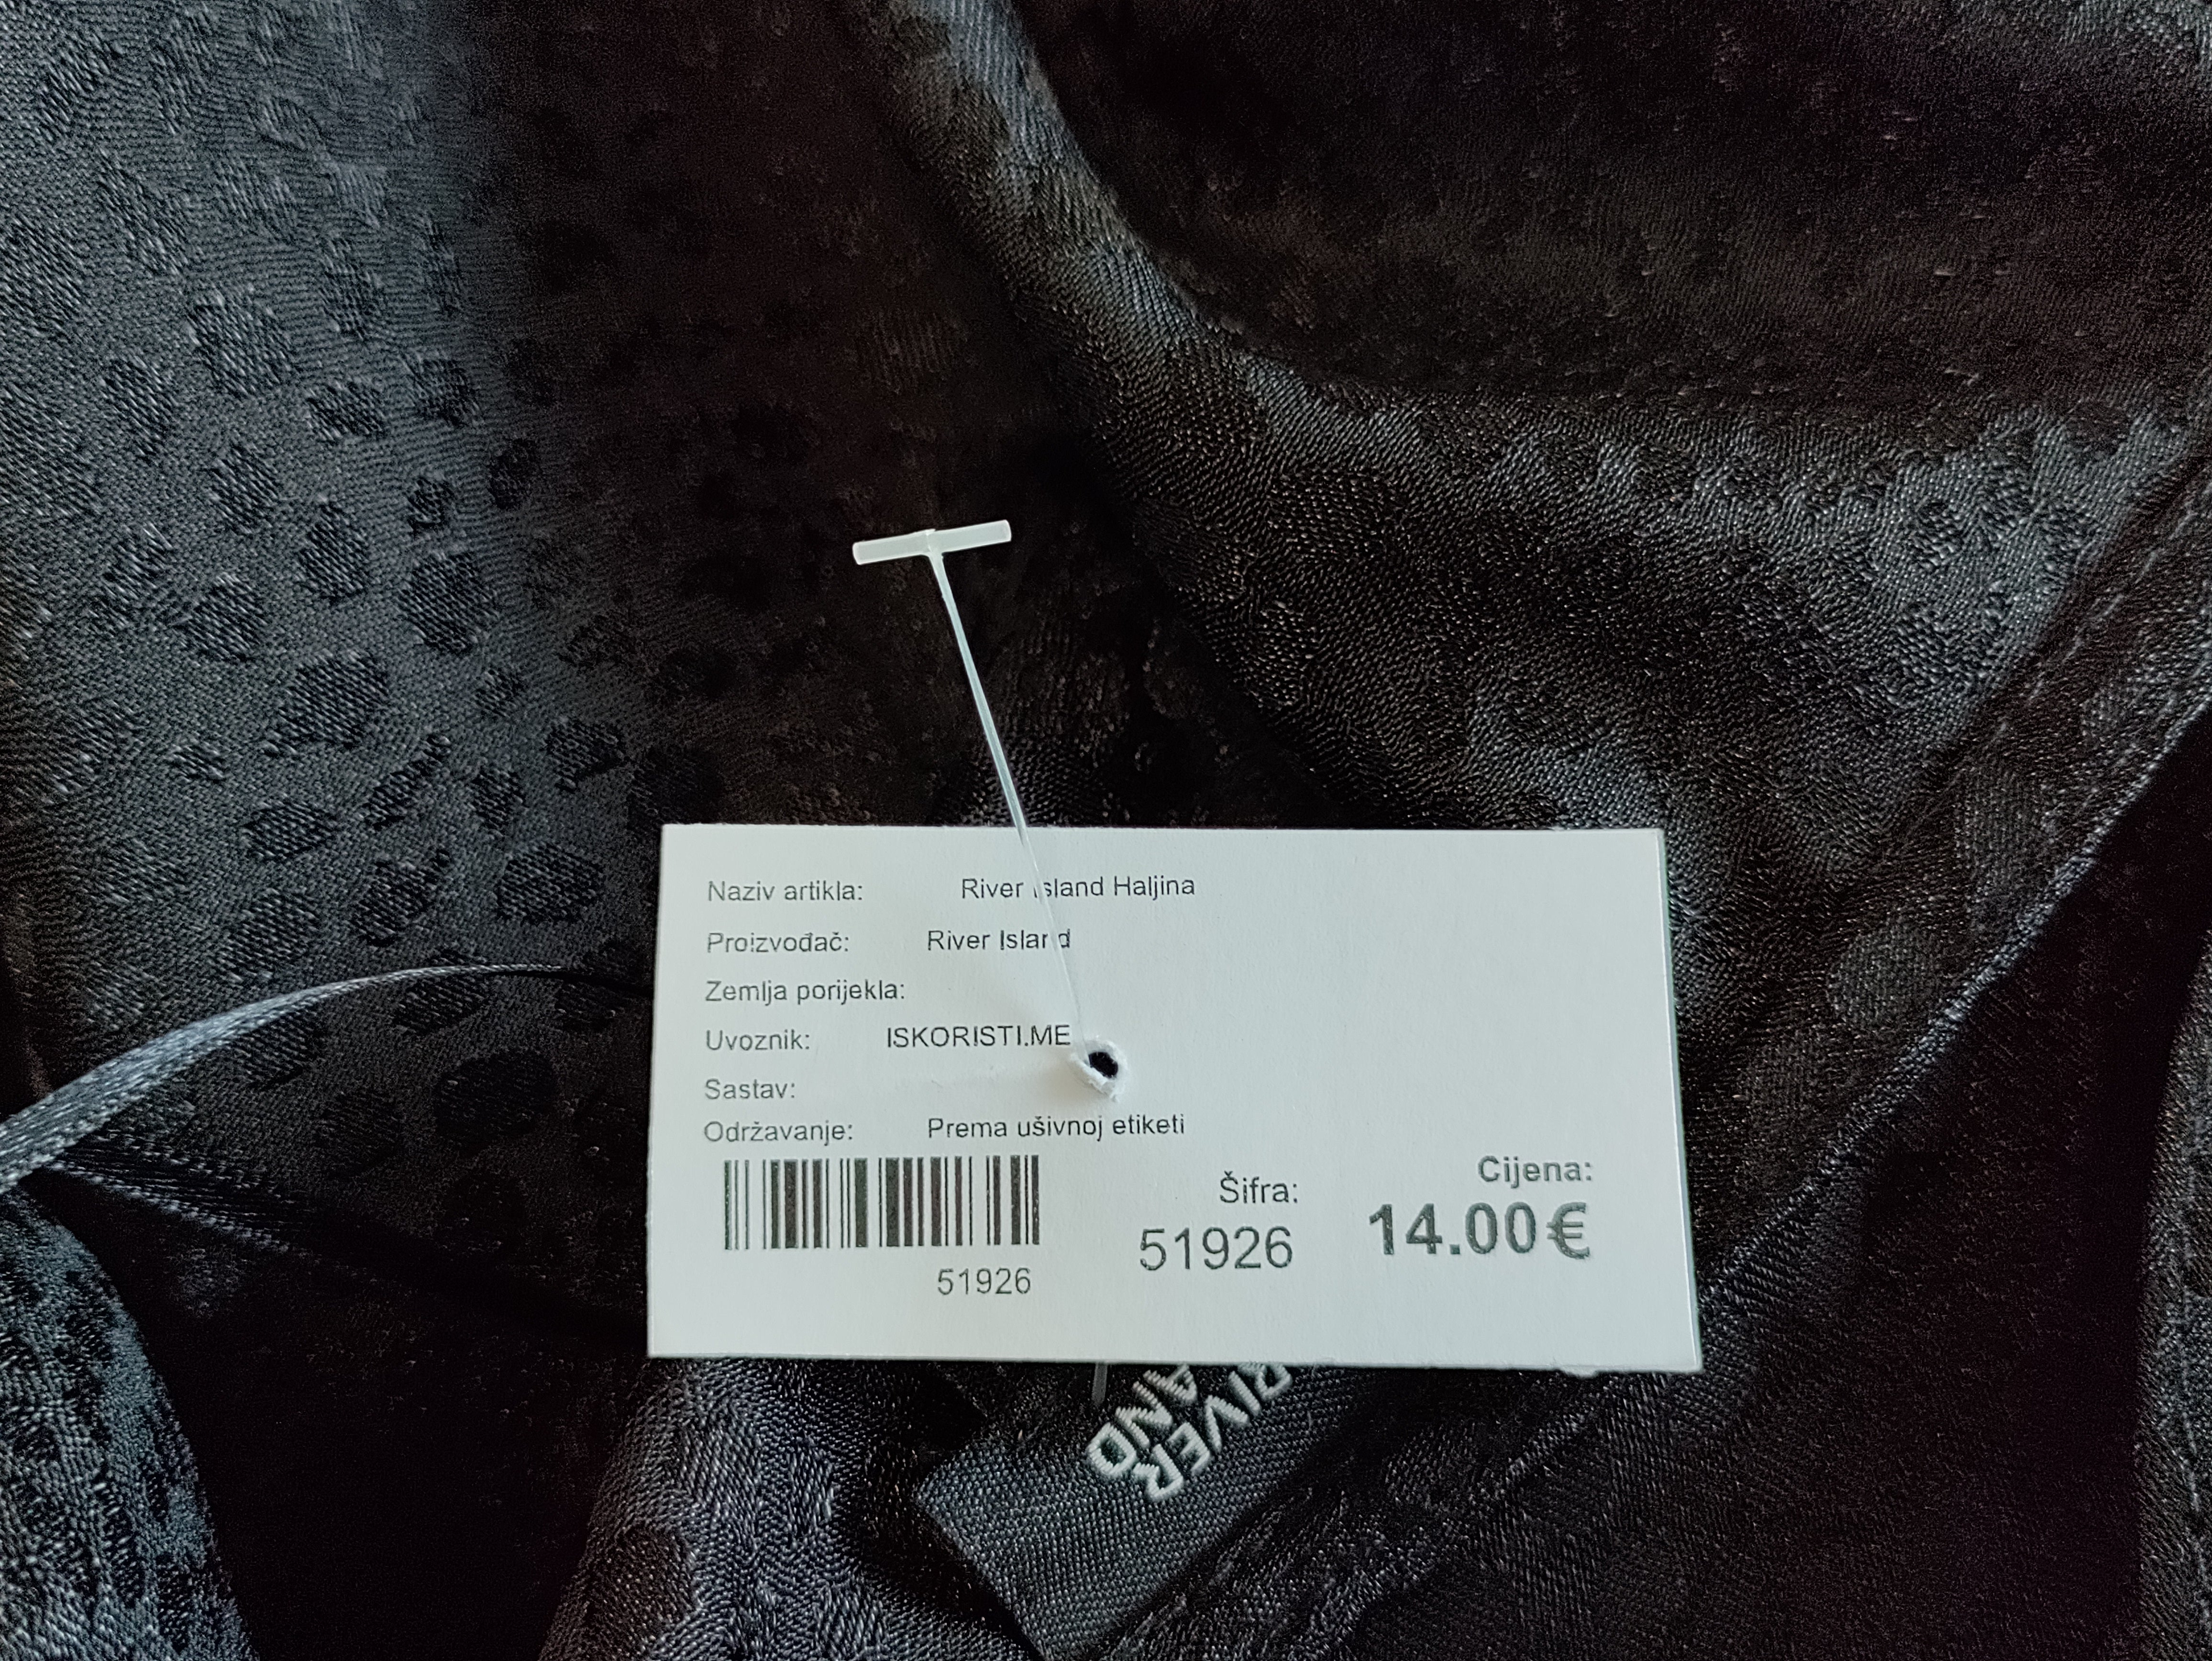 Naziv artikla: River Island Haljina
Proizvođač: River Island
Zemlja porijekla:
Uvoznik: ISKORISTI.ME
Sastav:
Održavanje: Prema ušivnoj etiketi
51926
Šifra:
51926
Cijena:
14.00€
RIVER
AND